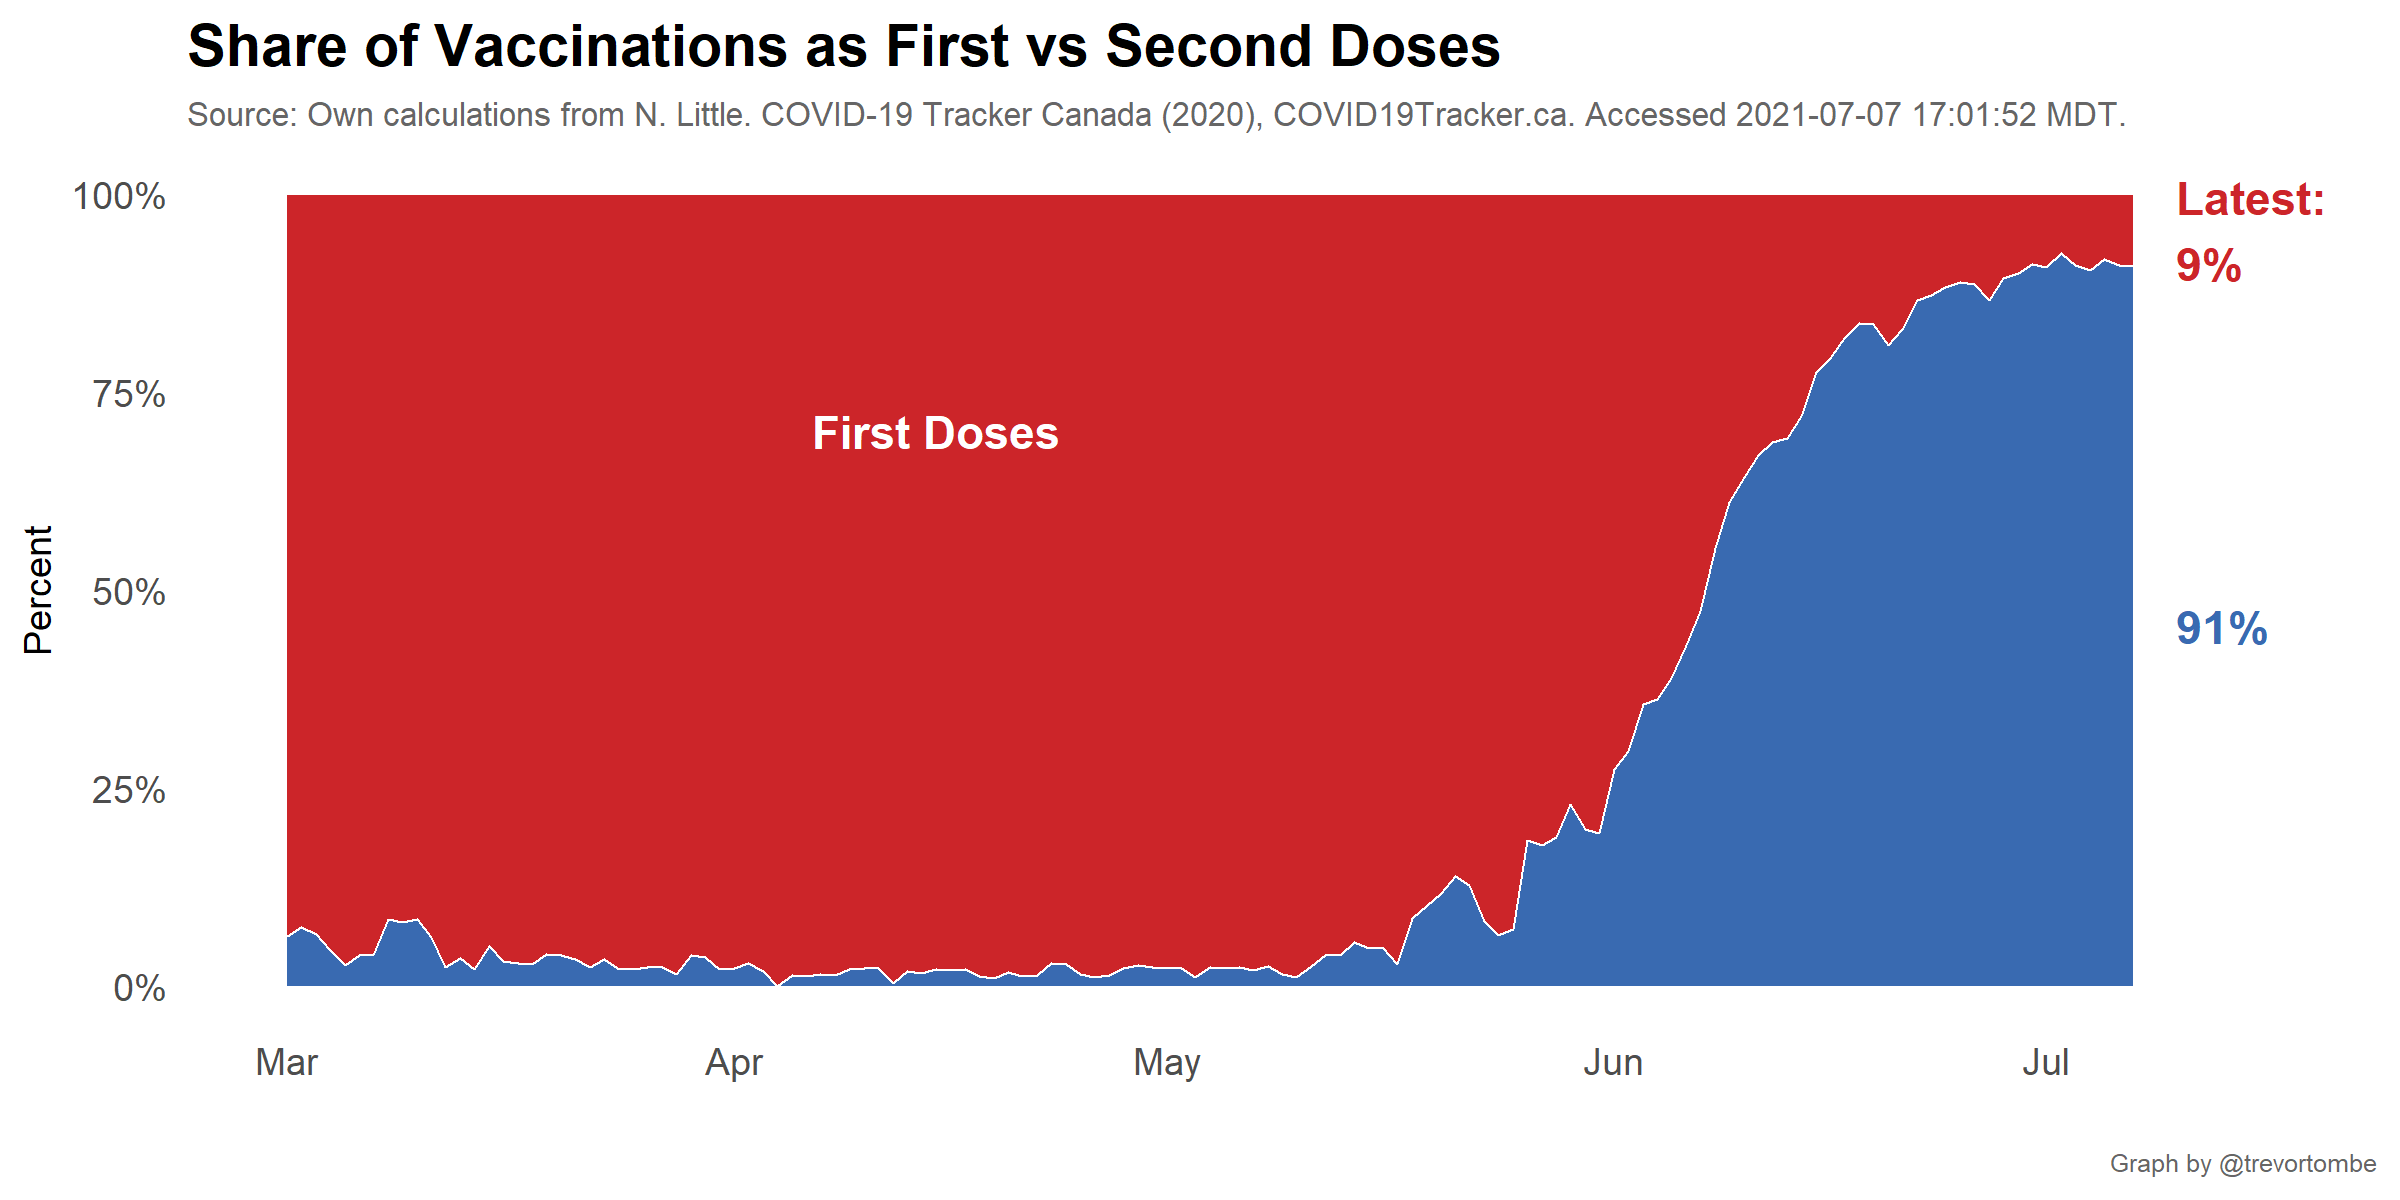 Share of Vaccinations as First vs Second Doses
Source: Own calculations from N. Little. COVID-19 Tracker Canada (2020), COVID19Tracker.ca. Accessed 2021-07-07 17:01:52 MDT.
100%
75%
50%
25%
0%
Percent
First Doses
Latest:
9%
91%
Mar
Apr
May
Jun
Jul
Graph by @trevortombe